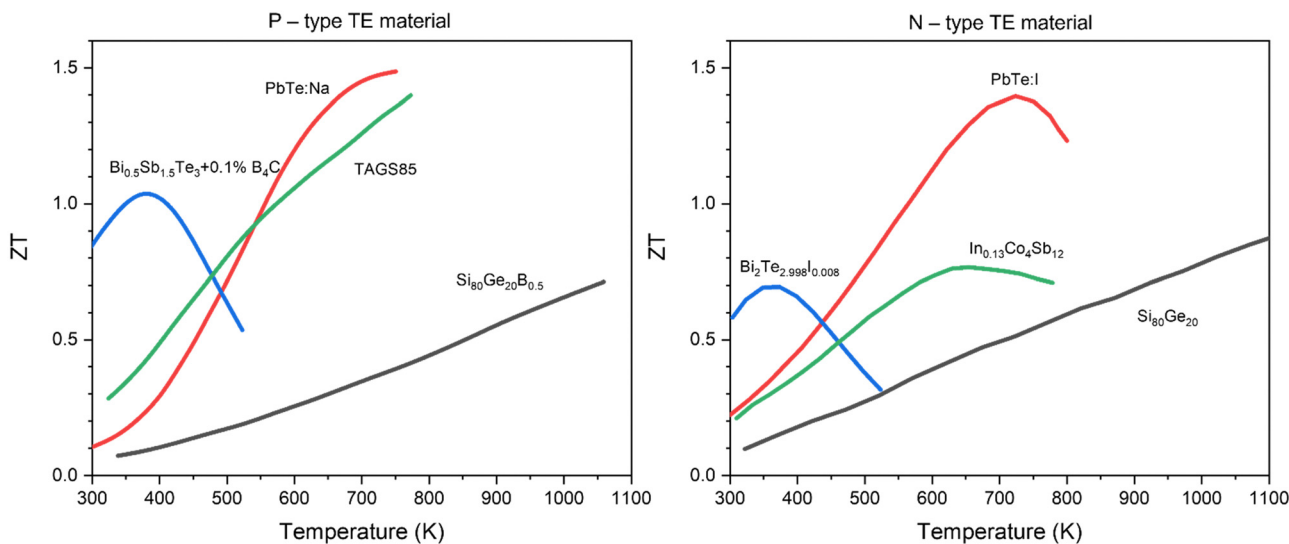 P – type TE material
1.5
1.0
0.5
0.0
ZT
PbTe:Na
Bi0.5Sb1.5Te3+0.1% B4C
TAGS85
Si80Ge20B0.5
300 400 500 600 700 800 900 1000 1100
Temperature (K)
N – type TE material
1.5
1.0
0.5
0.0
ZT
PbTe:I
In0.13Co4Sb12
Bi2Te2.998I0.008
Si80Ge20
300 400 500 600 700 800 900 1000 1100
Temperature (K)